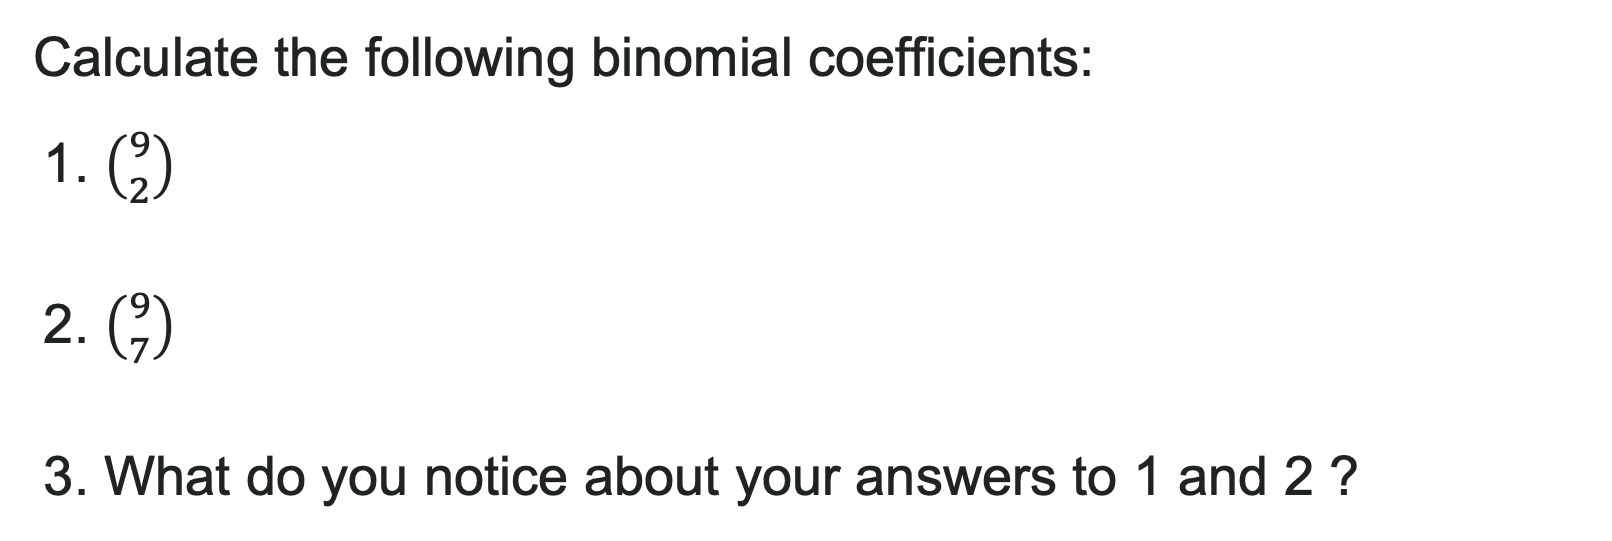 Calculate the following binomial coefficients:
1. (9 2)
2. (9 7)
3. What do you notice about your answers to 1 and 2 ?